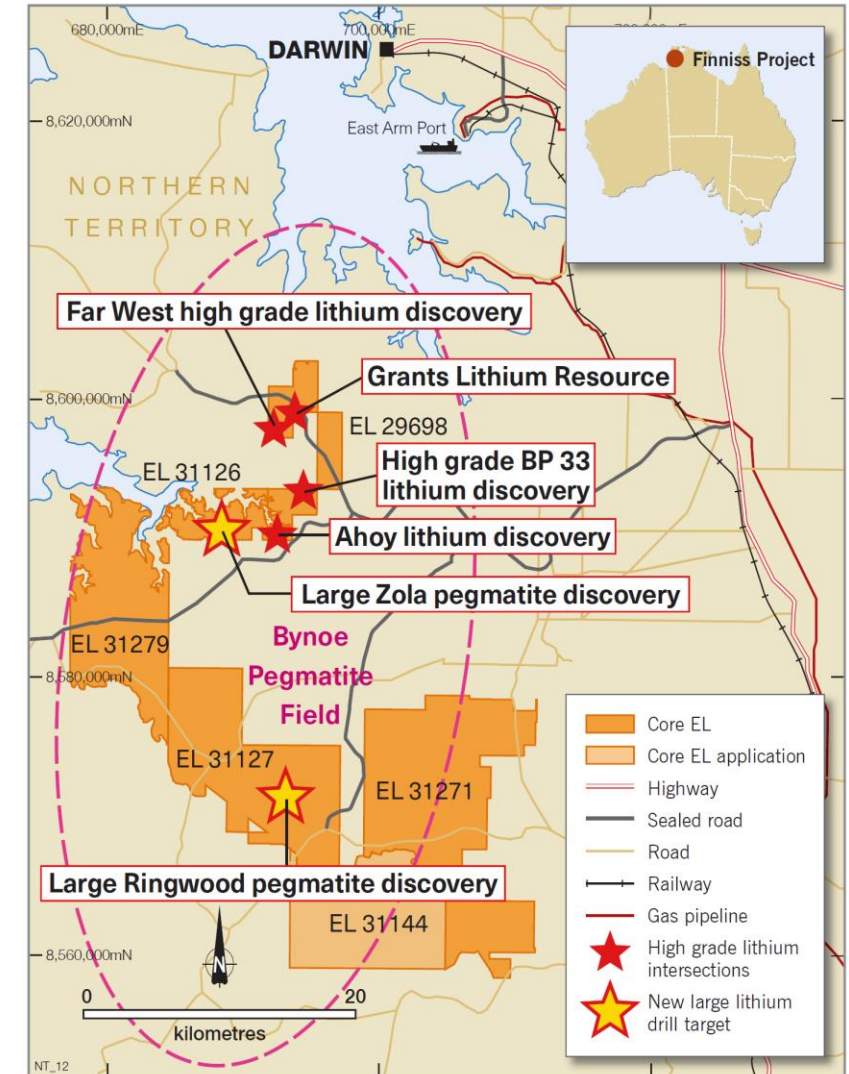 680,000mE
700,000mE
DARWIN
Finniss Project
8,620,000mN
East Arm Port
NORTHERN
TERRITORY
Far West high grade lithium discovery
Grants Lithium Resource
8,600,000mN
EL 29698
High grade BP 33
lithium discovery
EL 31126
Ahoy lithium discovery
Large Zola pegmatite discovery
Bynoe
Pegmatite
Field
EL 31279
8,580,000mN
EL 31127
EL 31271
Large Ringwood pegmatite discovery
EL 31144
8,560,000mN
N
0 20
kilometres
NT_12
Core EL
Core EL application
Highway
Sealed road
Road
Railway
Gas pipeline
High grade lithium
intersections
New large lithium
drill target